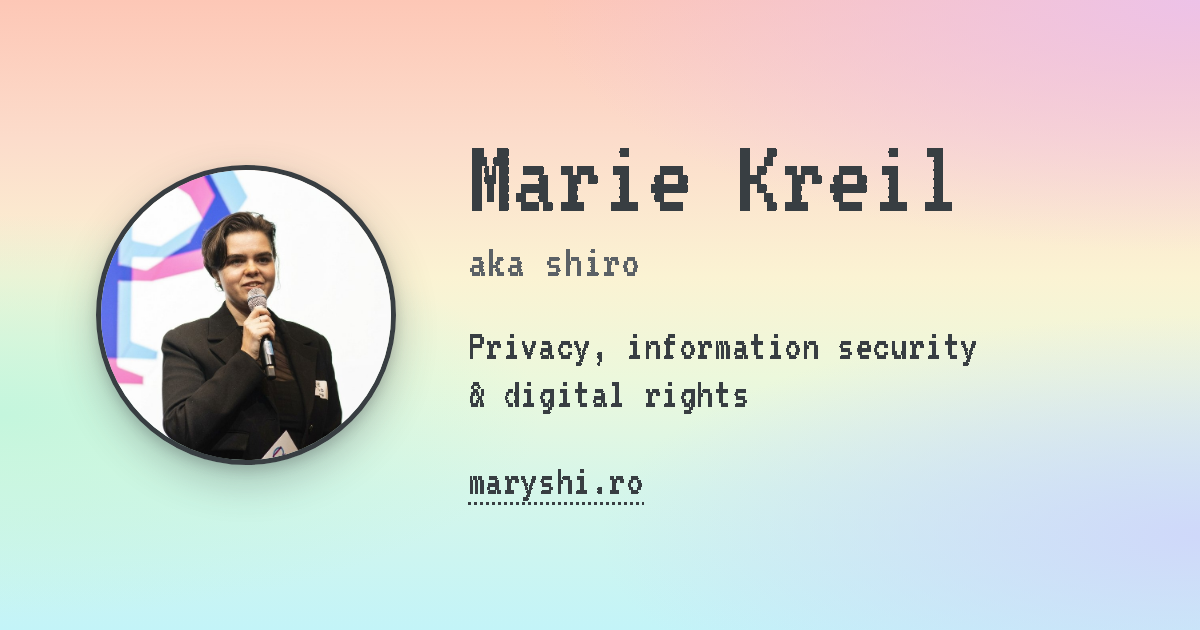 Marie Kreil
aka shiro
Privacy, information security
& digital rights
maryshi.ro